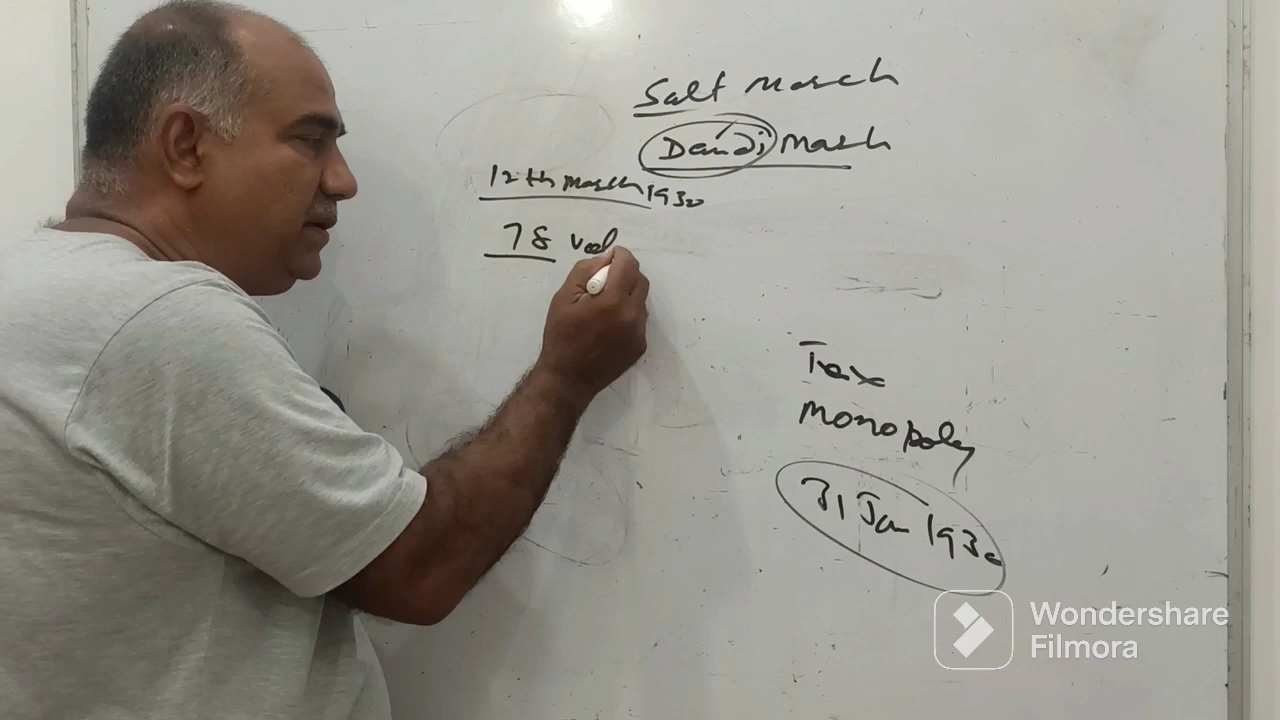 Salt March
Dandi March
12th March 1930
78 vol
Tax
Monopoly
31 Jan 1930
Wondershare
Filmora